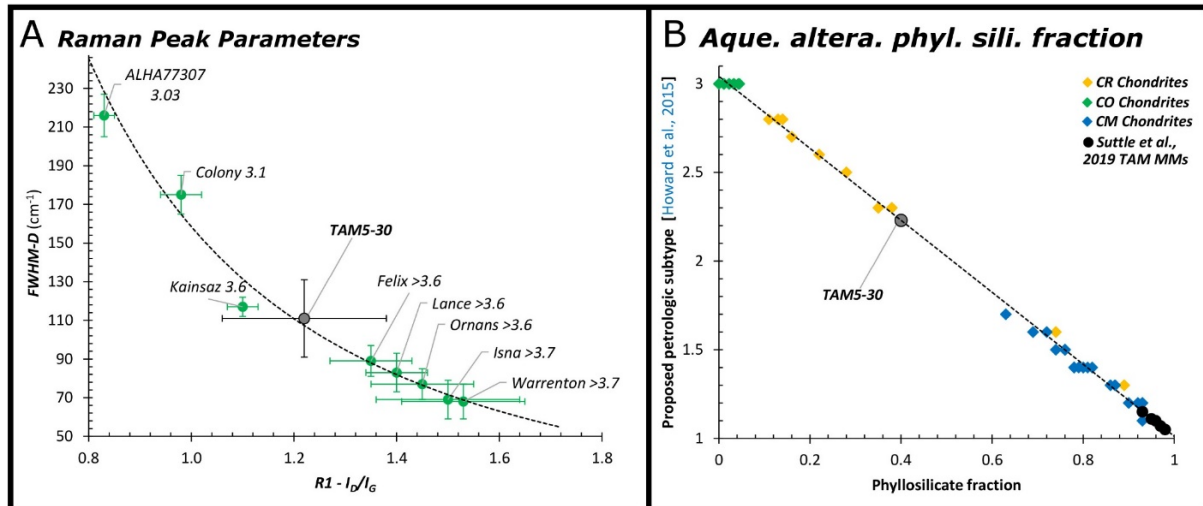 A Raman Peak Parameters
230
210
190
170
150
130
110
90
70
50
FWHM-D (cm⁻¹)
ALHA77307
3.03
Colony 3.1
TAM5-30
Kainsaz 3.6
Felix >3.6
Lance >3.6
Ornans >3.6
Isna >3.7
Warrenton >3.7
0.8 1.0 1.2 1.4 1.6 1.8
R1 - I_D/I_G
B Aque. altera. phyl. sili. fraction
Proposed petrologic subtype [Howard et al., 2015]
3
2.5
2
1.5
1
CR Chondrites
CO Chondrites
CM Chondrites
Suttle et al.,
2019 TAM MMs
TAM5-30
0 0.2 0.4 0.6 0.8 1
Phyllosilicate fraction